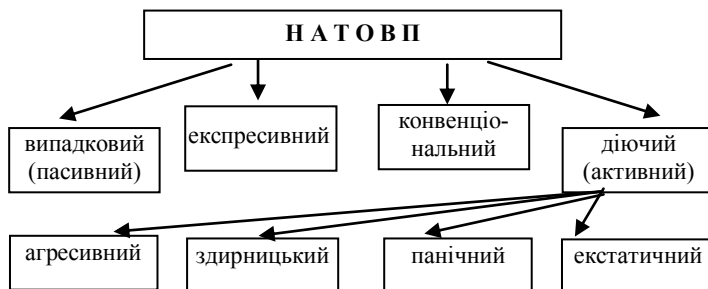 Н А Т О В П
випадковий
(пасивний)
експресивний
конвенціо-
нальний
діючий
(активний)
агресивний
здирницький
панічний
екстатичний